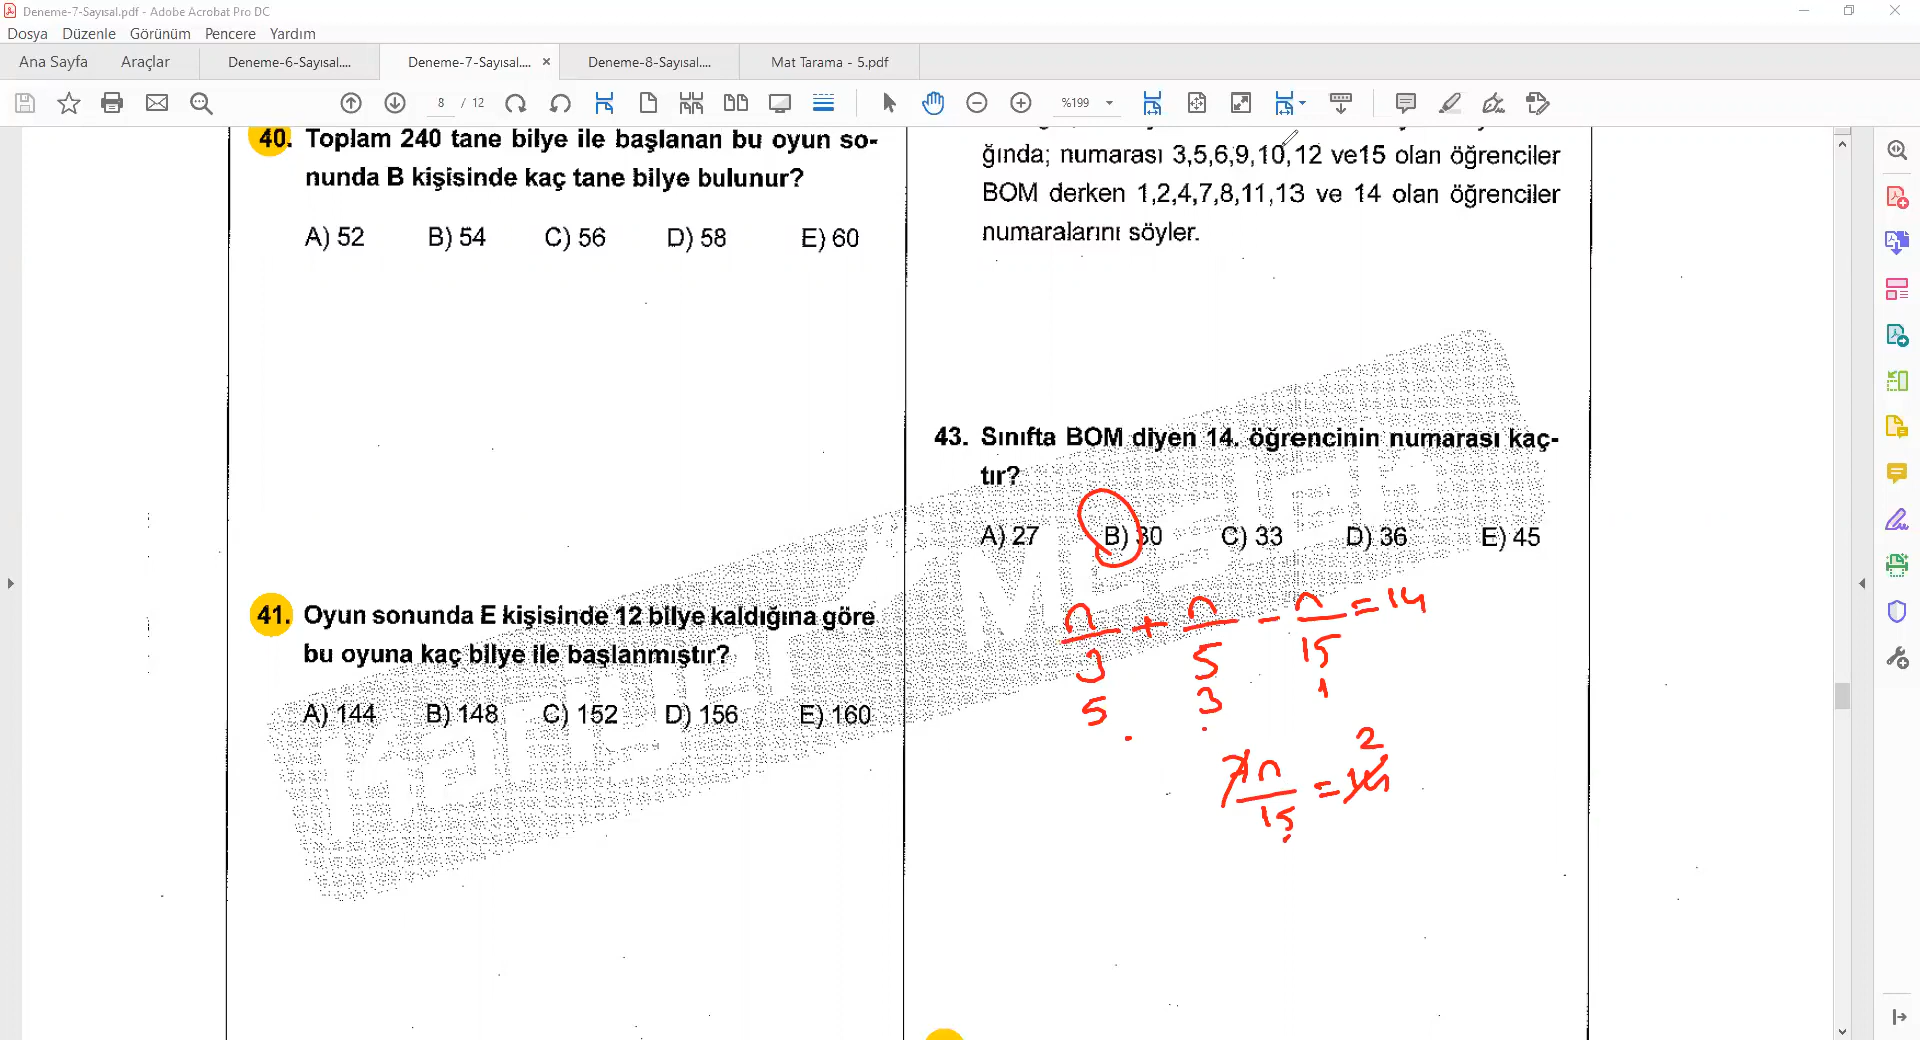 Deneme-7-Sayısal.pdf - Adobe Acrobat Pro DC
Dosya Düzenle Görünüm Pencere Yardım
Ana Sayfa Araçlar Deneme-6-Sayısal.... Deneme-7-Sayısal.... × Deneme-8-Sayısal.... Mat Tarama - 5.pdf
8 / 12 %199
40. Toplam 240 tane bilye ile başlanan bu oyun so-
nunda B kişisinde kaç tane bilye bulunur?
A) 52 B) 54 C) 56 D) 58 E) 60
41. Oyun sonunda E kişisinde 12 bilye kaldığına göre
bu oyuna kaç bilye ile başlanmıştır?
A) 144 B) 148 C) 152 D) 156 E) 160
ğında; numarası 3,5,6,9,10,12 ve15 olan öğrenciler
BOM derken 1,2,4,7,8,11,13 ve 14 olan öğrenciler
numaralarını söyler.
43. Sınıfta BOM diyen 14. öğrencinin numarası kaç-
tır?
A) 27 B) 30 C) 33 D) 36 E) 45
n/3 + n/5 - n/15 = 14
5 3 1
2
7n/15 = 14